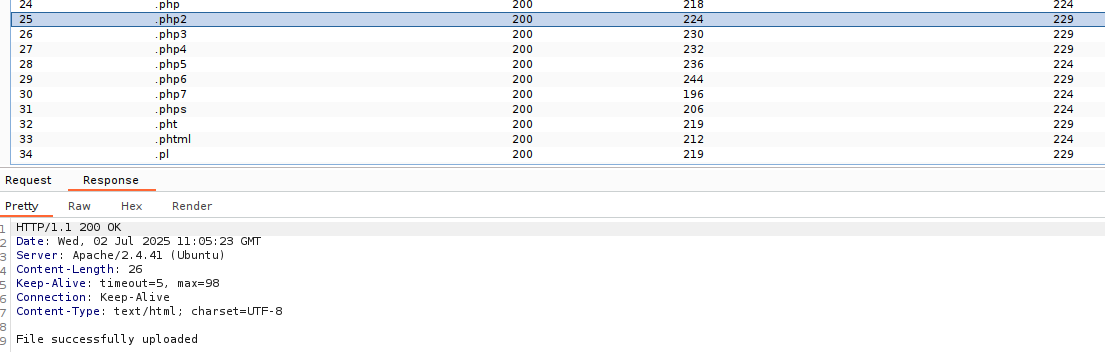 24 .php 200 218 224
25 .php2 200 224 229
26 .php3 200 230 229
27 .php4 200 232 229
28 .php5 200 236 224
29 .php6 200 244 229
30 .php7 200 196 224
31 .phps 200 206 224
32 .pht 200 219 229
33 .phtml 200 212 224
34 .pl 200 219 229
Request Response
Pretty Raw Hex Render
1 HTTP/1.1 200 OK
2 Date: Wed, 02 Jul 2025 11:05:23 GMT
3 Server: Apache/2.4.41 (Ubuntu)
4 Content-Length: 26
5 Keep-Alive: timeout=5, max=98
6 Connection: Keep-Alive
7 Content-Type: text/html; charset=UTF-8
8
9 File successfully uploaded